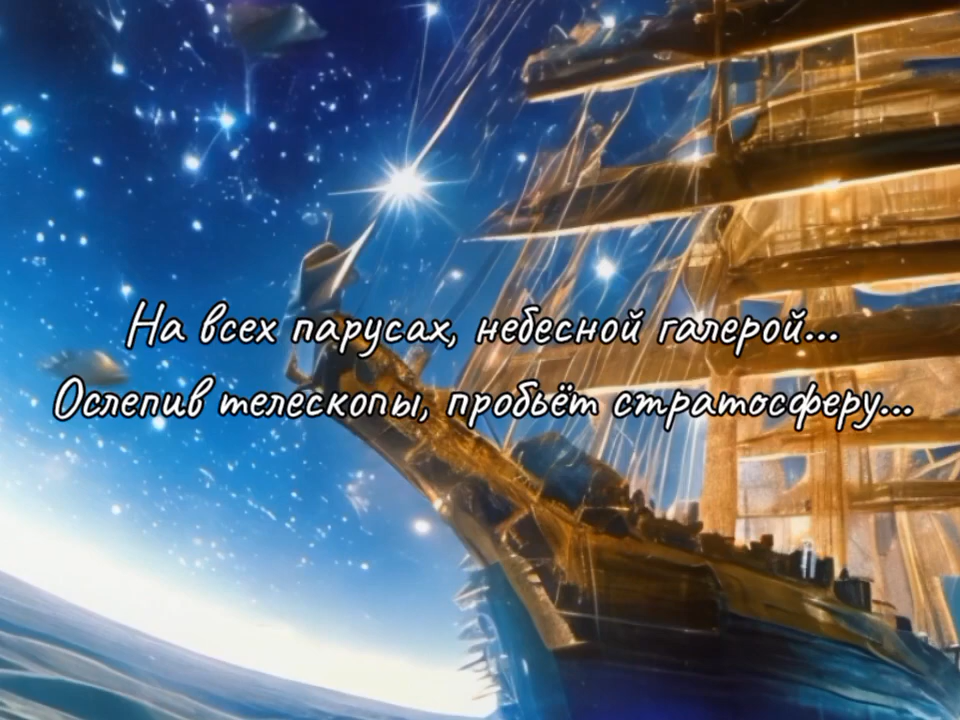 На всех парусах, небесной галерой...
Ослепив телескопы, пробьёт стратосферу...